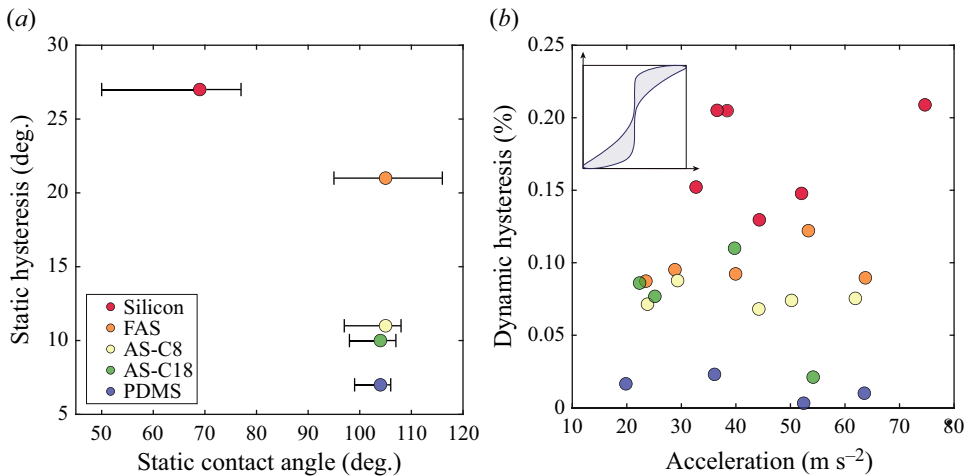 (a)
30
25
20
15
10
5
Static hysteresis (deg.)
Silicon
FAS
AS-C8
AS-C18
PDMS
50 60 70 80 90 100 110 120
Static contact angle (deg.)
(b)
0.25
0.20
0.15
0.10
0.05
0
Dynamic hysteresis (%)
10 20 30 40 50 60 70 80
Acceleration (m s–2)